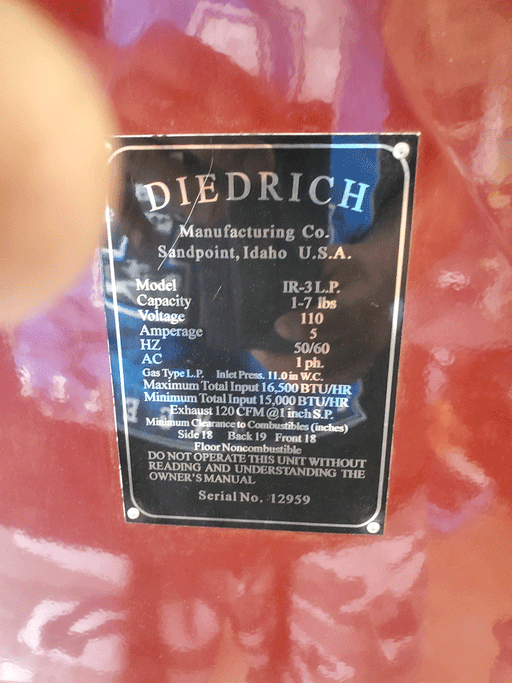 DIEDRICH
Manufacturing Co.
Sandpoint, Idaho U.S.A.
Model IR-3 L.P.
Capacity 1-7 lbs
Voltage 110
Amperage 5
HZ 50/60
AC 1 ph.
Gas Type L.P. Inlet Press. 11.0 in W.C.
Maximum Total Input 16,500 BTU/HR
Minimum Total Input 15,000 BTU/HR
Exhaust 120 CFM @ 1 inch S.P.
Minimum Clearance to Combustibles (inches)
Side 18 Back 19 Front 18
Floor Noncombustible
DO NOT OPERATE THIS UNIT WITHOUT
READING AND UNDERSTANDING THE
OWNER'S MANUAL
Serial No. 12959